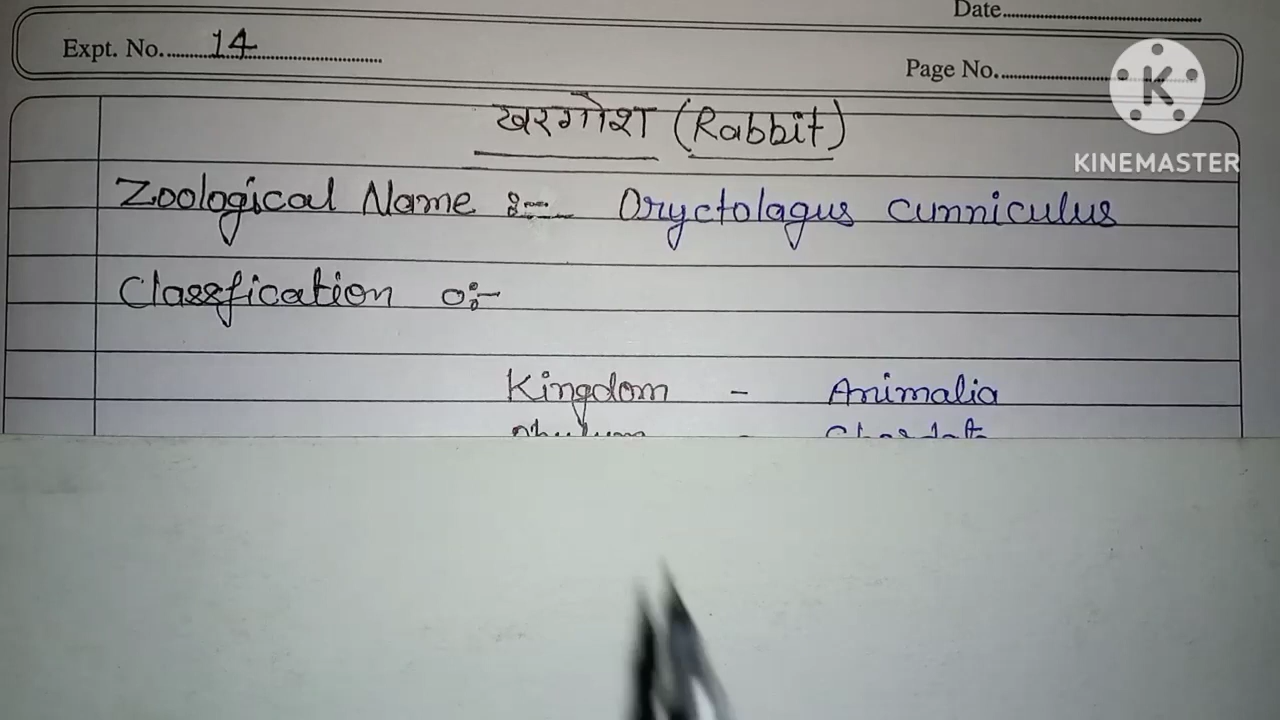 Date
Expt. No. 14
Page No.
K
KINEMASTER
खरगोश (Rabbit)
Zoological Name :- Oryctolagus cunniculus
Classfication :-
Kingdom - Animalia